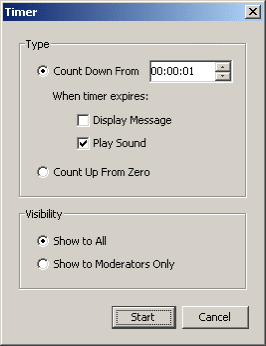 Timer
Type
Count Down From 00:00:01
When timer expires:
Display Message
Play Sound
Count Up From Zero
Visibility
Show to All
Show to Moderators Only
Start Cancel